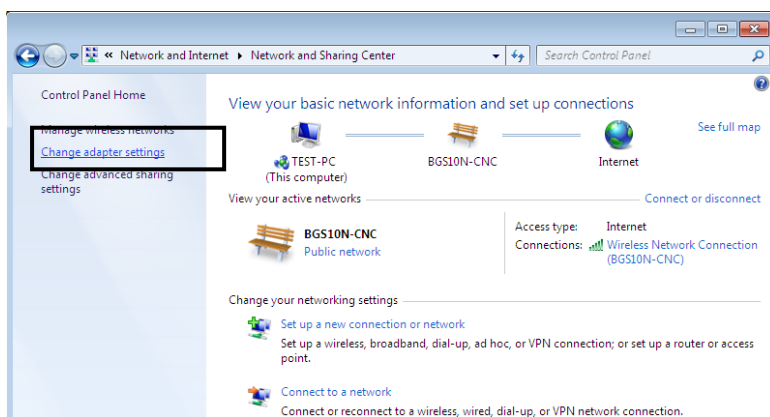 « Network and Internet ▸ Network and Sharing Center
Search Control Panel
Control Panel Home
Manage wireless networks
Change adapter settings
Change advanced sharing
settings
View your basic network information and set up connections
See full map
TEST-PC
(This computer)
BGS10N-CNC
Internet
View your active networks
Connect or disconnect
BGS10N-CNC
Public network
Access type: Internet
Connections: Wireless Network Connection
(BGS10N-CNC)
Change your networking settings
Set up a new connection or network
Set up a wireless, broadband, dial-up, ad hoc, or VPN connection; or set up a router or access
point.
Connect to a network
Connect or reconnect to a wireless, wired, dial-up, or VPN network connection.